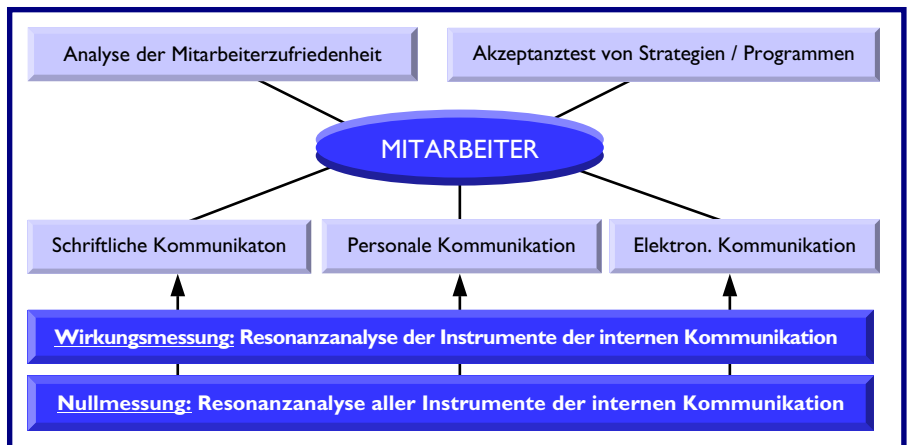 Analyse der Mitarbeiterzufriedenheit
Akzeptanztest von Strategien / Programmen
MITARBEITER
Schriftliche Kommunikaton
Personale Kommunikation
Elektron. Kommunikation
Wirkungsmessung: Resonanzanalyse der Instrumente der internen Kommunikation
Nullmessung: Resonanzanalyse aller Instrumente der internen Kommunikation